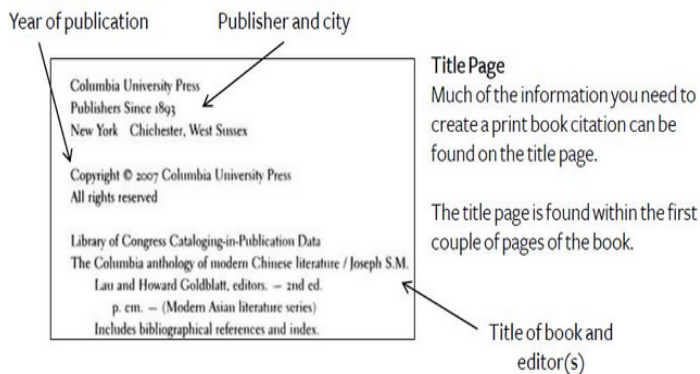 Year of publication
Publisher and city
Columbia University Press
Publishers Since 1893
New York Chichester, West Sussex
Copyright © 2007 Columbia University Press
All rights reserved
Library of Congress Cataloging-in-Publication Data
The Columbia anthology of modern Chinese literature / Joseph S.M.
Lau and Howard Goldblatt, editors. — 2nd ed.
p. cm. — (Modern Asian literature series)
Includes bibliographical references and index.
Title Page
Much of the information you need to
create a print book citation can be
found on the title page.
The title page is found within the first
couple of pages of the book.
Title of book and
editor(s)